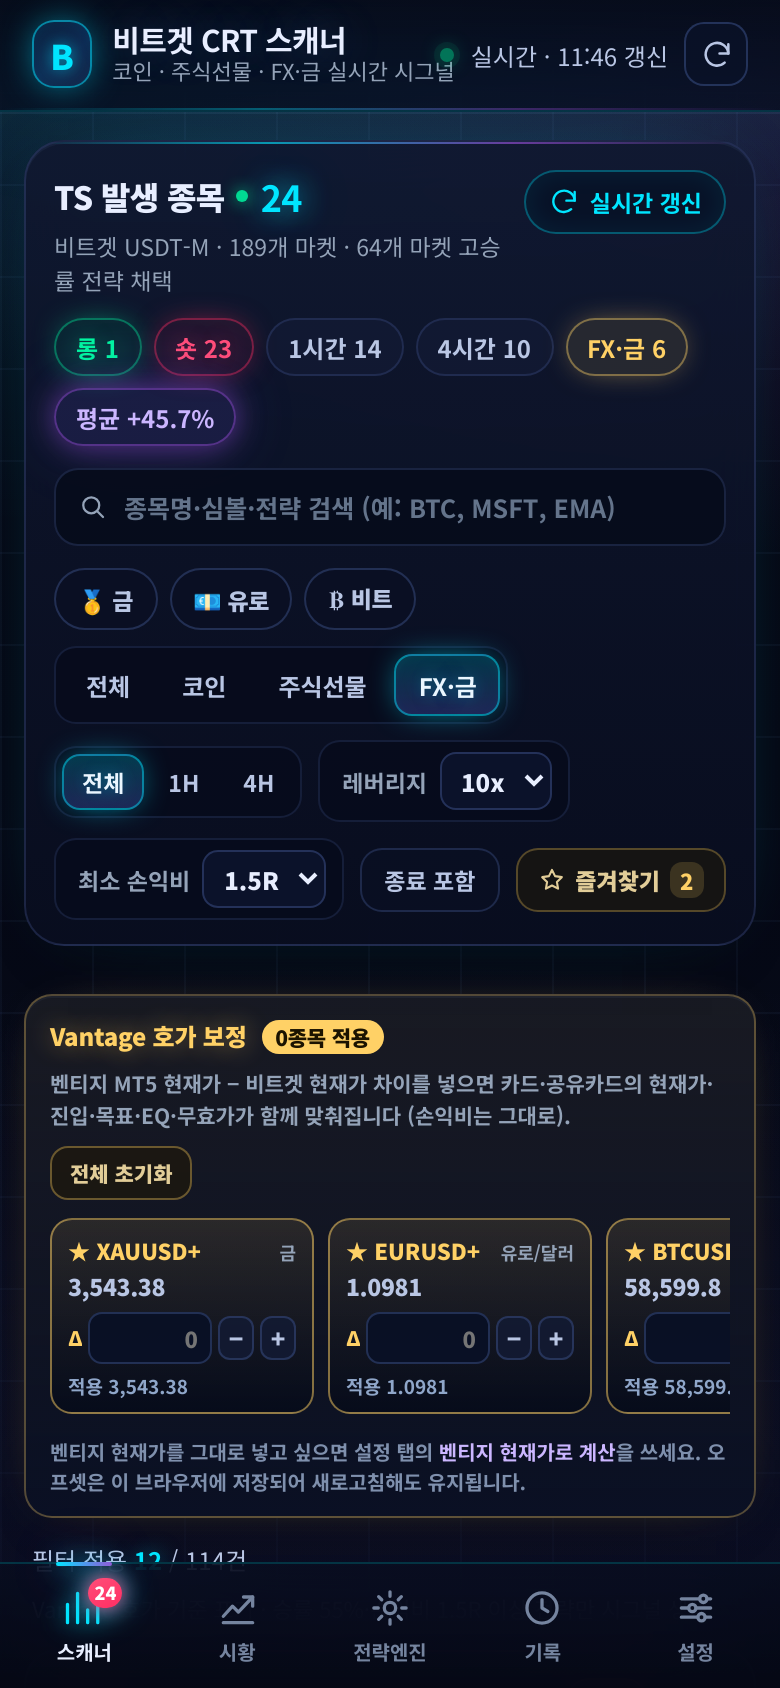 B
비트겟 CRT 스캐너
코인 · 주식선물 · FX·금 실시간 시그널
실시간 · 11:46 갱신
TS 발생 종목 • 24
실시간 갱신
비트겟 USDT-M · 189개 마켓 · 64개 마켓 고승
률 전략 채택
롱 1 숏 23 1시간 14 4시간 10 FX·금 6
평균 +45.7%
종목명·심볼·전략 검색 (예: BTC, MSFT, EMA)
🥇 금 💶 유로 ₿ 비트
전체 코인 주식선물 FX·금
전체 1H 4H 레버리지 10x
최소 손익비 1.5R 종료 포함 즐겨찾기 2
Vantage 호가 보정 0종목 적용
벤티지 MT5 현재가 − 비트겟 현재가 차이를 넣으면 카드·공유카드의 현재가·
진입·목표·EQ·무효가가 함께 맞춰집니다 (손익비는 그대로).
전체 초기화
★ XAUUSD+ 금
3,543.38
Δ 0 − +
적용 3,543.38
★ EURUSD+ 유로/달러
1.0981
Δ 0 − +
적용 1.0981
★ BTCUS
58,599.8
Δ
적용 58,599.
벤티지 현재가를 그대로 넣고 싶으면 설정 탭의 벤티지 현재가로 계산을 쓰세요. 오
프셋은 이 브라우저에 저장되어 새로고침해도 유지됩니다.
필터 적용 12 / 114건
24
스캐너 시황 전략엔진 기록 설정